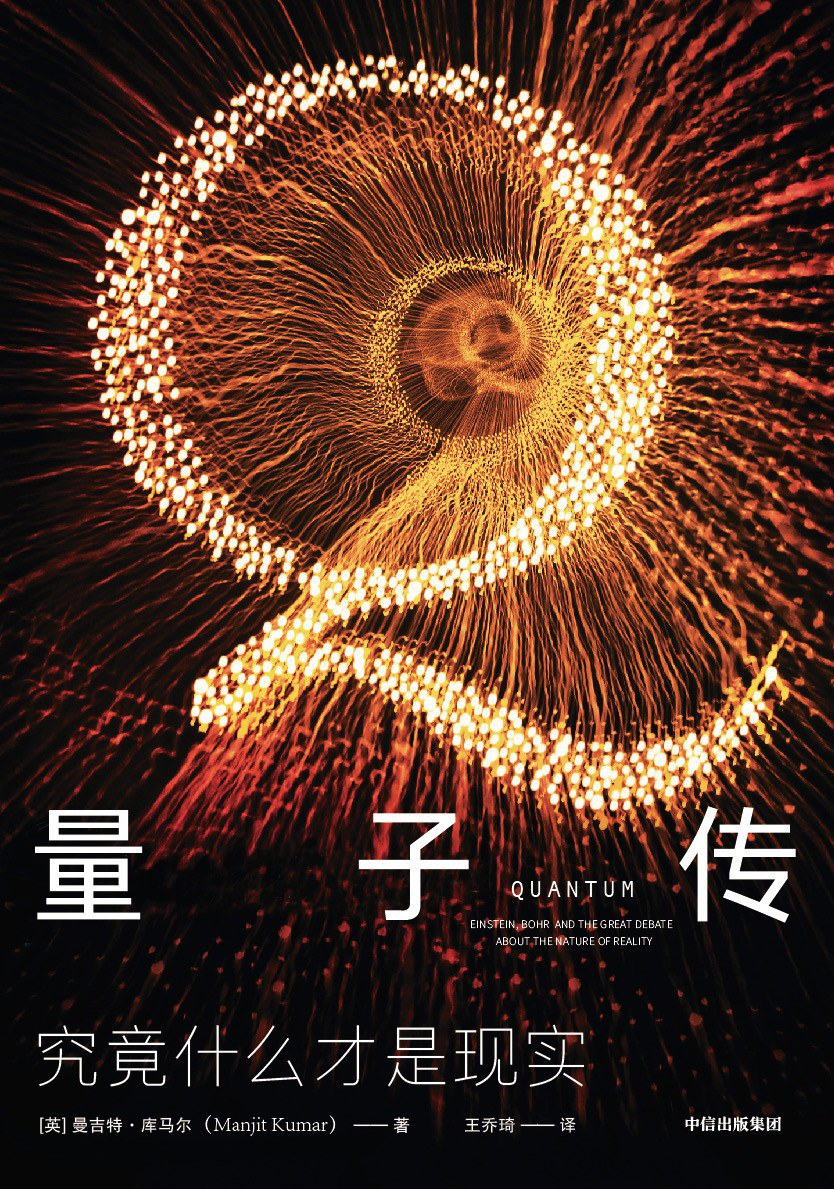 量子传
QUANTUM
EINSTEIN, BOHR AND THE GREAT DEBATE
ABOUT THE NATURE OF REALITY
究竟什么才是现实
[英] 曼吉特·库马尔（Manjit Kumar）——著 王乔琦——译 中信出版集团